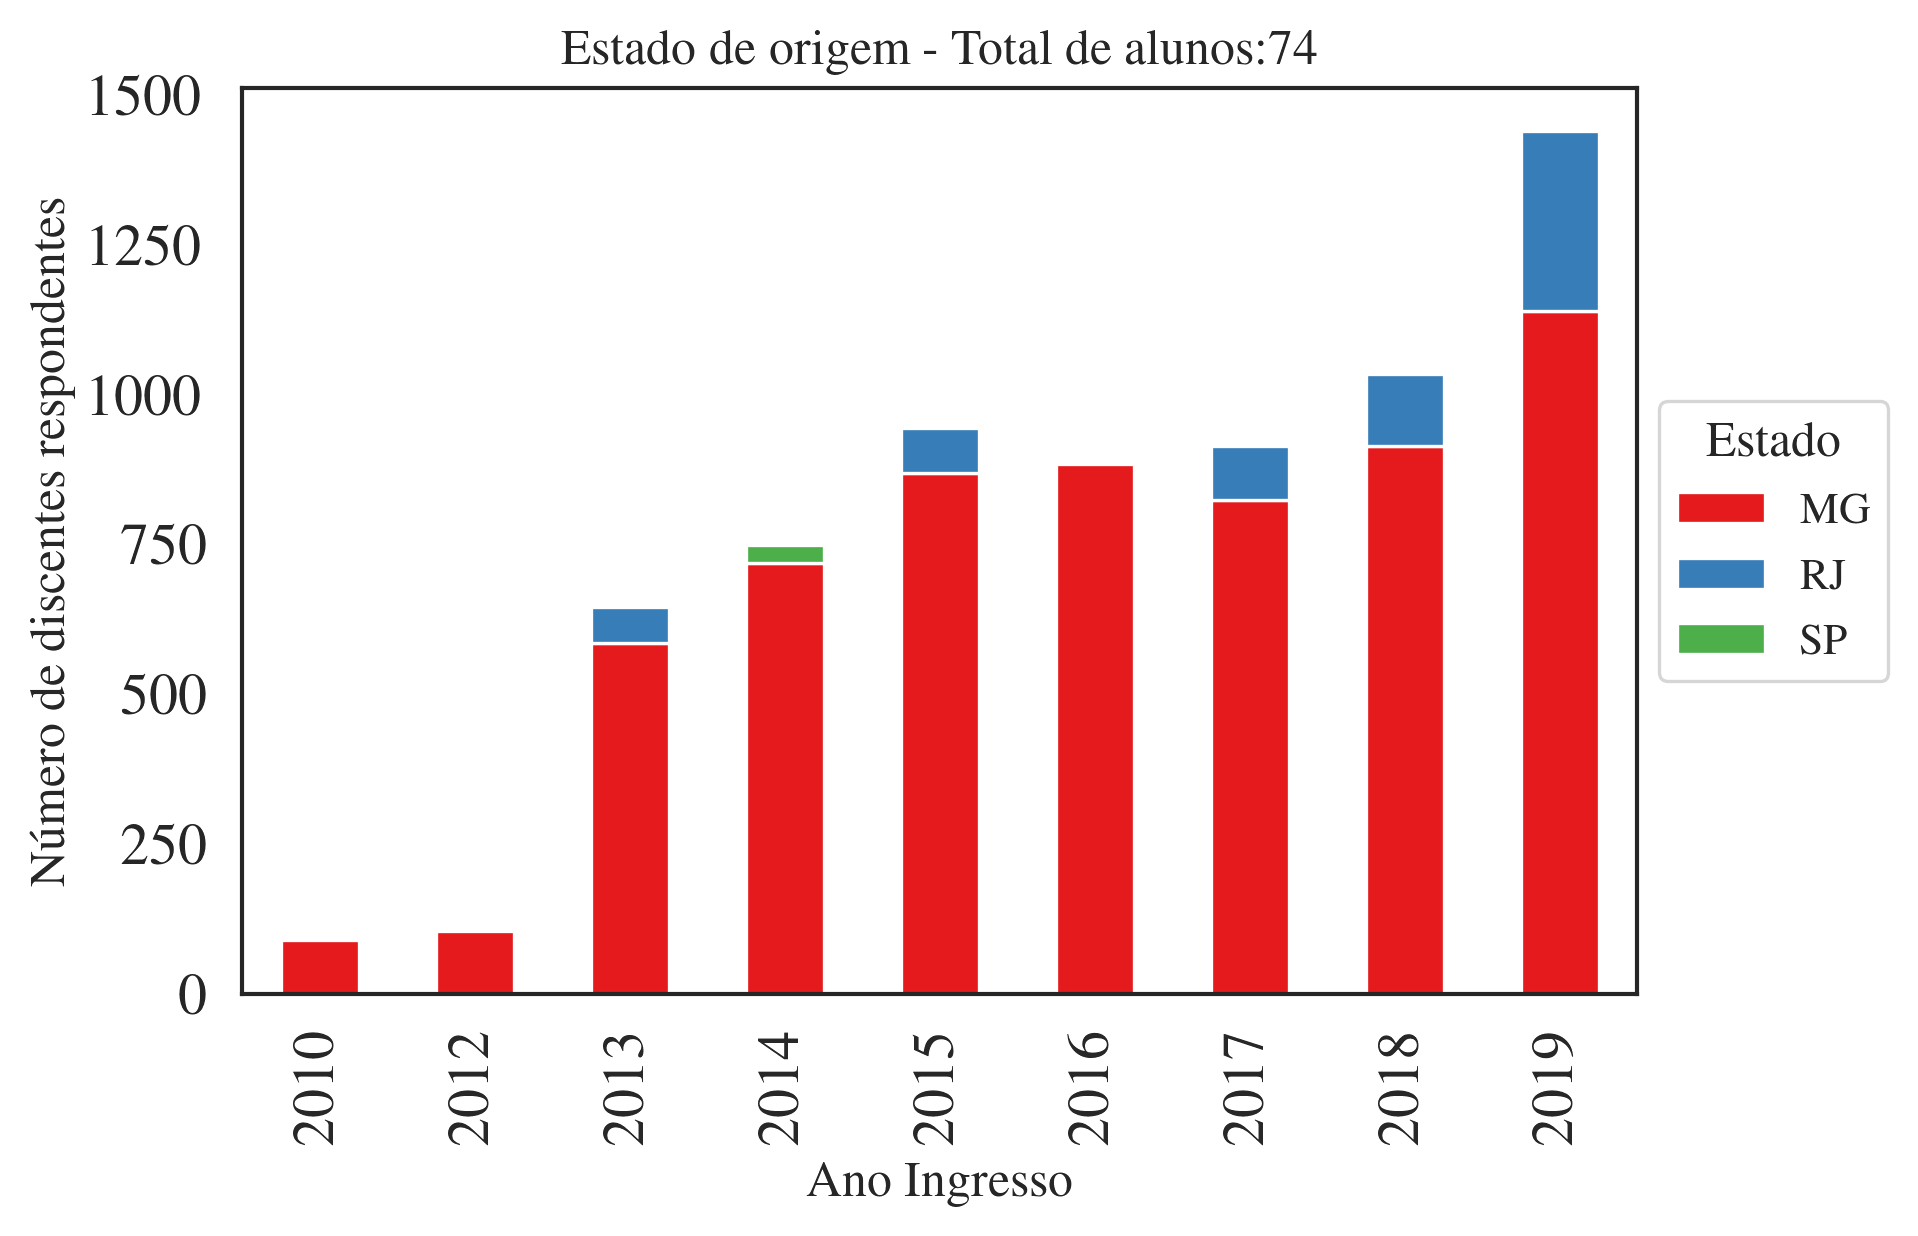 Estado de origem - Total de alunos:74
Número de discentes respondentes
1500
1250
1000
750
500
250
0
2010
2012
2013
2014
2015
2016
2017
2018
2019
Ano Ingresso
Estado
MG
RJ
SP